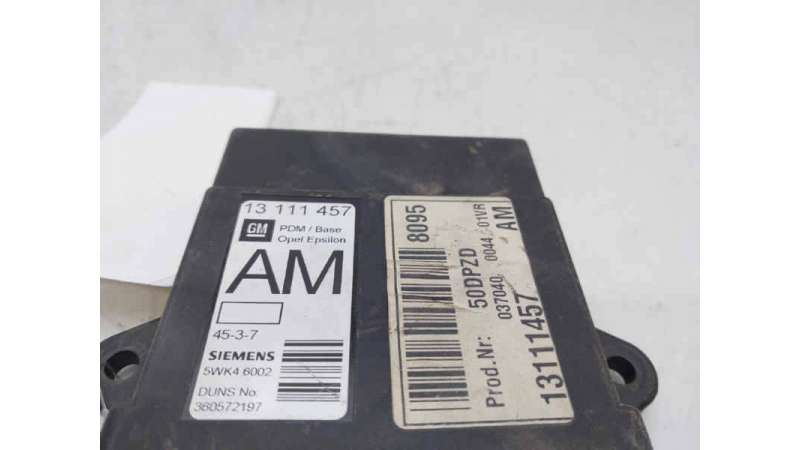 13 111 457
GM PDM / Base
Opel Epsilon
AM
45-3-7
SIEMENS
5WK4 6002
DUNS No:
360572197
8095
50DPZD
037040 0044 01VR
Prod.Nr: AM
13111457